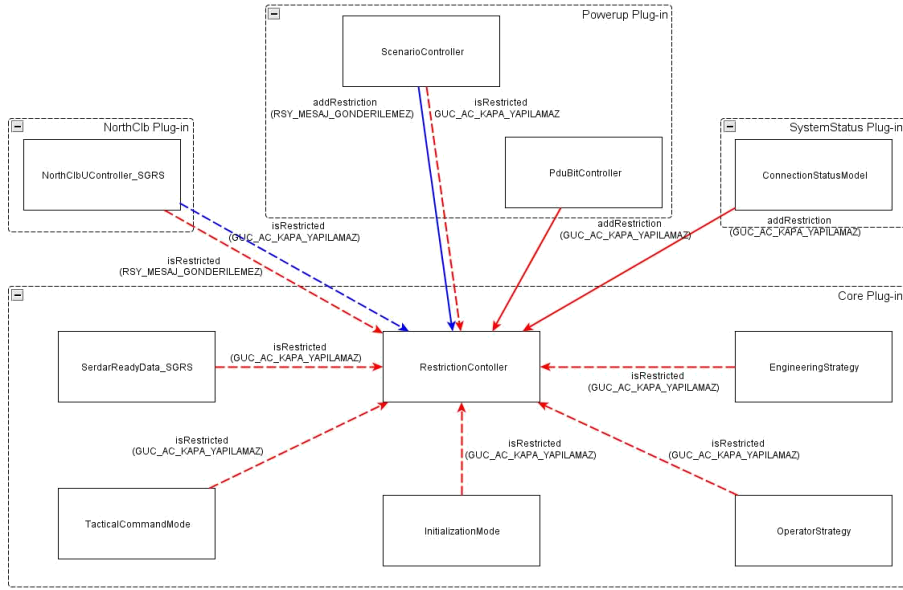 Powerup Plug-in
ScenarioController
addRestriction
(RSY_MESAJ_GONDERILEMEZ)
isRestricted
GUC_AC_KAPA_YAPILAMAZ
NorthClb Plug-in
NorthClbUController_SGRS
PduBitController
SystemStatus Plug-in
ConnectionStatusModel
isRestricted
(GUC_AC_KAPA_YAPILAMAZ)
addRestriction
(GUC_AC_KAPA_YAPILAMAZ)
addRestriction
(GUC_AC_KAPA_YAPILAMAZ)
isRestricted
(RSY_MESAJ_GONDERILEMEZ)
Core Plug-in
SerdarReadyData_SGRS
isRestricted
(GUC_AC_KAPA_YAPILAMAZ)
RestrictionContoller
isRestricted
(GUC_AC_KAPA_YAPILAMAZ)
EngineeringStrategy
isRestricted
(GUC_AC_KAPA_YAPILAMAZ)
isRestricted
(GUC_AC_KAPA_YAPILAMAZ)
isRestricted
(GUC_AC_KAPA_YAPILAMAZ)
TacticalCommandMode
InitializationMode
OperatorStrategy